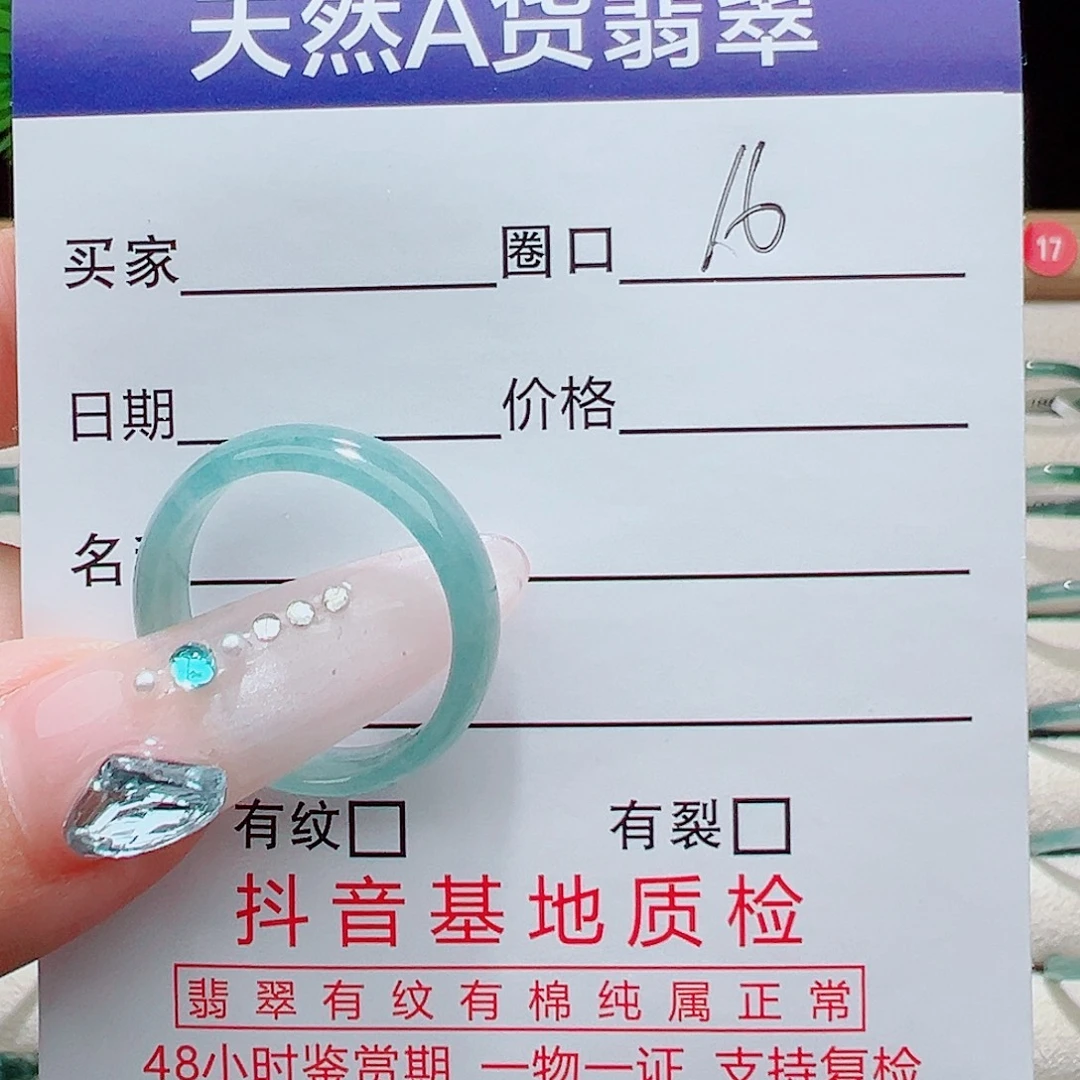 天然A货翡翠
买家 圈口 16
17
日期 价格
名
有纹 有裂
抖音基地质检
翡翠有纹有棉纯属正常
48小时鉴赏期 一物一证 支持复检